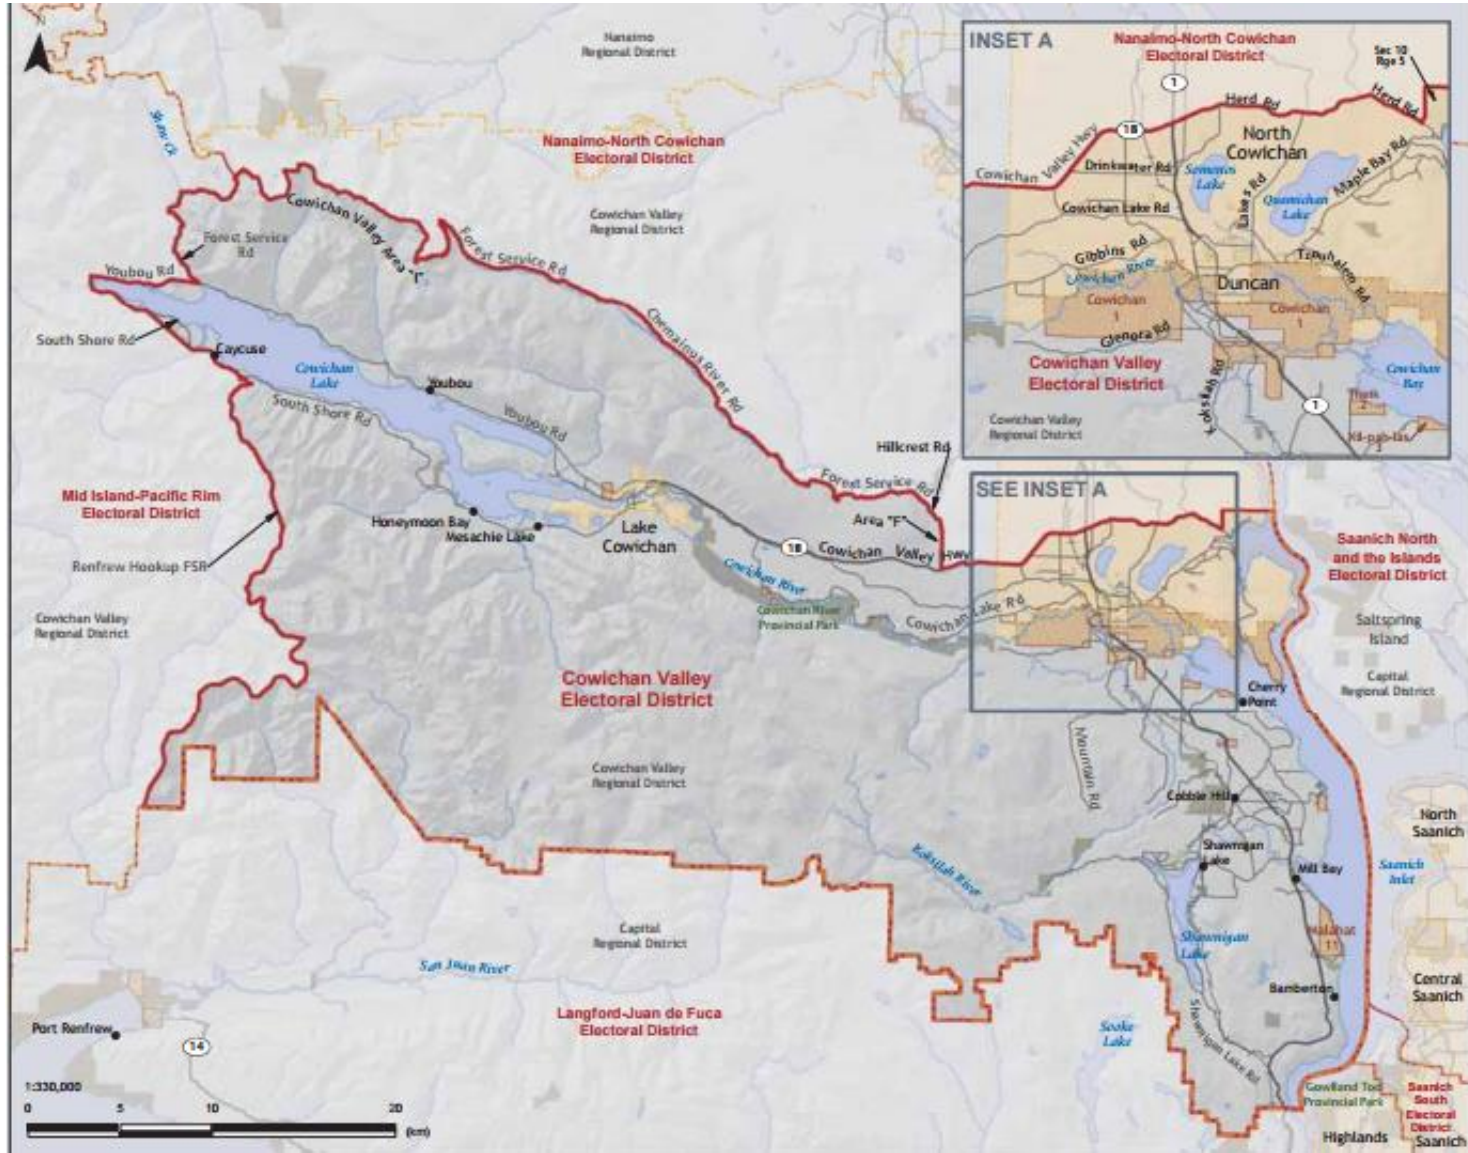 N
Nanaimo
Regional District
Shaw Ck
Nanaimo-North Cowichan
Electoral District
Cowichan Valley
Regional District
Cowichan Valley Area "C"
Forest Service
Rd
Forest Service Rd
Youbou Rd
South Shore Rd
Caycuse
Cowichan
Lake
Youbou
South Shore Rd
Youbou Rd
Chemainus River Rd
Hillcrest Rd
Forest Service Rd
Area "F"
Mid Island-Pacific Rim
Electoral District
Honeymoon Bay
Mesachie Lake
Lake
Cowichan
18
Cowichan Valley Hwy
Renfrew Hookup FSR
Cowichan River
Cowichan River
Provincial Park
Cowichan Lake Rd
Cowichan Valley
Regional District
Cowichan Valley
Electoral District
Cowichan Valley
Regional District
INSET A
Nanaimo-North Cowichan
Electoral District
Sec 10
Rge 5
1
Herd Rd
Herd Rd
18
Cowichan Valley Hwy
North
Cowichan
Drinkwater Rd
Somenos
Lake
Lakes Rd
Quamichan
Lake
Maple Bay Rd
Cowichan Lake Rd
Gibbins Rd
Cowichan River
Tzouhalem Rd
Duncan
Cowichan
1
Cowichan
1
Glenora Rd
Cowichan Valley
Electoral District
Koksilah Rd
Cowichan
Bay
Cowichan Valley
Regional District
1
Theik
2
Kil-pah-las
3
SEE INSET A
Saanich North
and the Islands
Electoral District
Saltspring
Island
Capital
Regional District
Cherry
Point
Mountain Rd
Cobble Hill
North
Saanich
Shawnigan
Lake
Mill Bay
Saanich
Inlet
Koksilah River
Shawnigan
Lake
Malahat
11
Central
Saanich
Bamberton
Capital
Regional District
San Juan River
Langford-Juan de Fuca
Electoral District
Sooke
Lake
Shawnigan Lake Rd
Port Renfrew
14
Gowlland Tod
Provincial Park
Saanich
South
Electoral
District
Highlands
Saanich
1:330,000
0 5 10 20
(km)